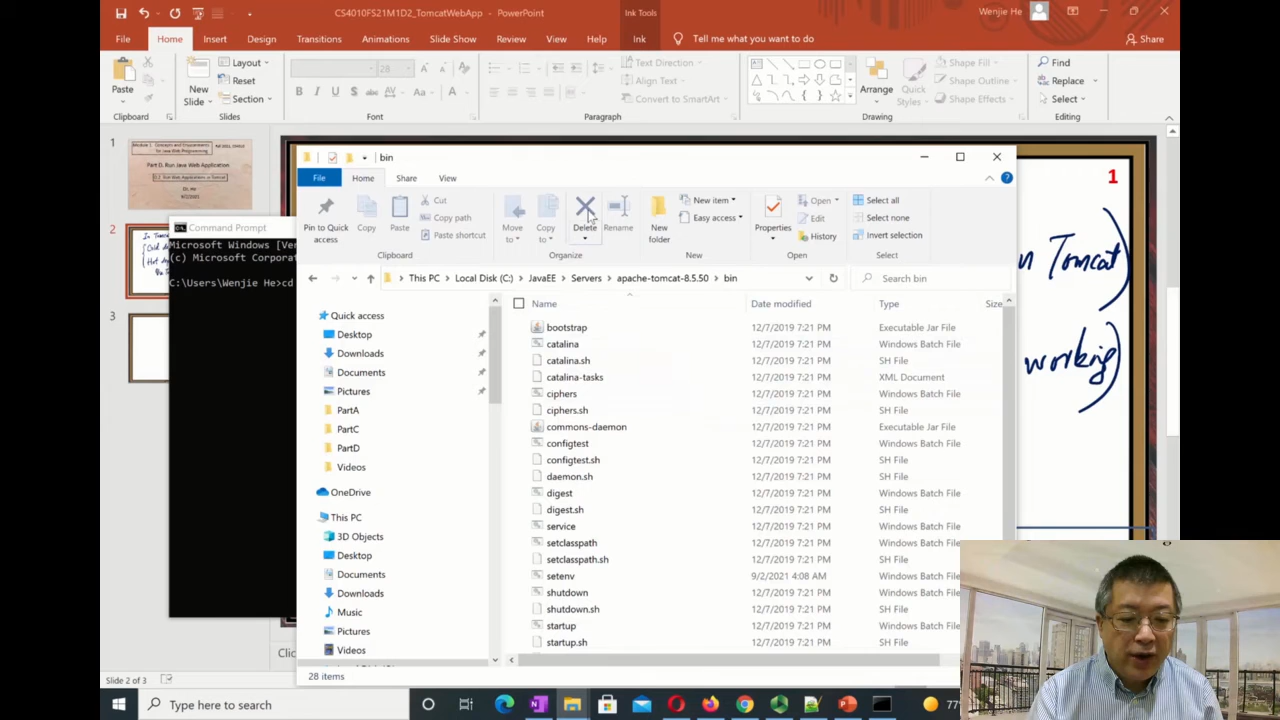 CS4010FS21M1D2_TomcatWebApp - PowerPoint
Ink Tools
Wenjie He
File Home Insert Design Transitions Animations Slide Show Review View Help Ink Tell me what you want to do Share
Paste
Clipboard
New
Slide
Layout
Reset
Section
Slides
28
Font
Text Direction
Align Text
Convert to SmartArt
Paragraph
Arrange
Quick
Styles
Shape Fill
Shape Outline
Shape Effects
Drawing
Find
Replace
Select
Editing
1
Part D. Run Java Web Application.
2
3
Command Prompt
Microsoft Windows [Ver
(c) Microsoft Corporat
C:\Users\Wenjie He>cd
bin
File Home Share View
Pin to Quick
access
Copy
Paste
Cut
Copy path
Paste shortcut
Clipboard
Move
to
Copy
to
Delete
Rename
Organize
New
folder
New item
Easy access
New
Properties
Open
Edit
History
Open
Select all
Select none
Invert selection
Select
This PC > Local Disk (C:) > JavaEE > Servers > apache-tomcat-8.5.50 > bin
Search bin
Quick access
Desktop
Downloads
Documents
Pictures
PartA
PartC
PartD
Videos
OneDrive
This PC
3D Objects
Desktop
Documents
Downloads
Music
Pictures
Videos
Name Date modified Type Size
bootstrap 12/7/2019 7:21 PM Executable Jar File
catalina 12/7/2019 7:21 PM Windows Batch File
catalina.sh 12/7/2019 7:21 PM SH File
catalina-tasks 12/7/2019 7:21 PM XML Document
ciphers 12/7/2019 7:21 PM Windows Batch File
ciphers.sh 12/7/2019 7:21 PM SH File
commons-daemon 12/7/2019 7:21 PM Executable Jar File
configtest 12/7/2019 7:21 PM Windows Batch File
configtest.sh 12/7/2019 7:21 PM SH File
daemon.sh 12/7/2019 7:21 PM SH File
digest 12/7/2019 7:21 PM Windows Batch File
digest.sh 12/7/2019 7:21 PM SH File
service 12/7/2019 7:21 PM Windows Batch File
setclasspath 12/7/2019 7:21 PM Windows Batch File
setclasspath.sh 12/7/2019 7:21 PM SH File
setenv 9/2/2021 4:08 AM Windows Batch File
shutdown 12/7/2019 7:21 PM Windows Batch File
shutdown.sh 12/7/2019 7:21 PM SH File
startup 12/7/2019 7:21 PM Windows Batch File
startup.sh 12/7/2019 7:21 PM SH File
28 items
1
n Tomcat)
working)
Clic
Type here to search
77